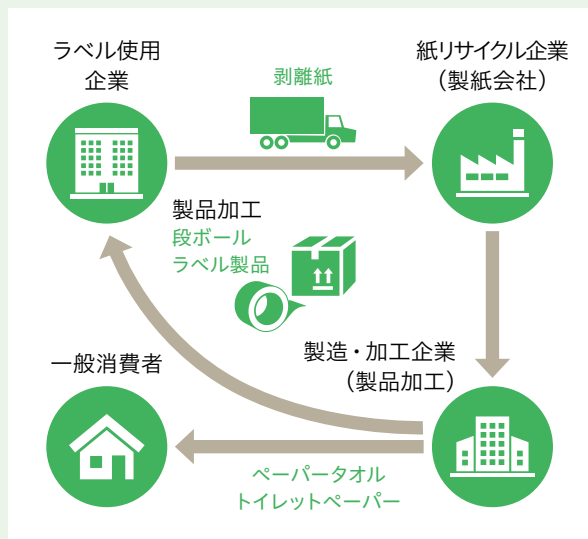 ラベル使用
企業
剥離紙
紙リサイクル企業
（製紙会社）
製品加工
段ボール
ラベル製品
製造・加工企業
（製品加工）
一般消費者
ペーパータオル
トイレットペーパー